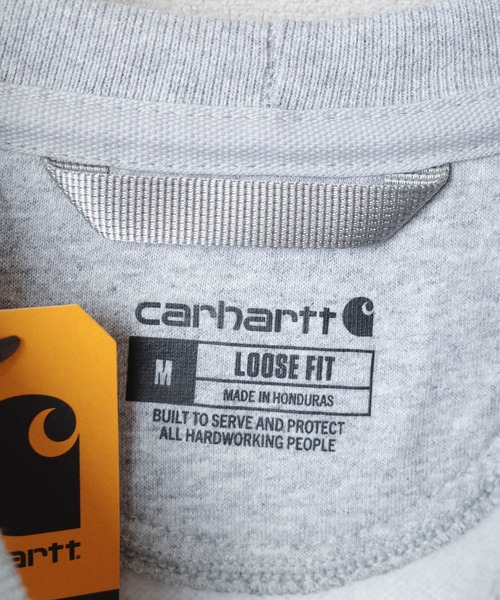 carhartt
M
LOOSE FIT
MADE IN HONDURAS
BUILT TO SERVE AND PROTECT
ALL HARDWORKING PEOPLE
artt.